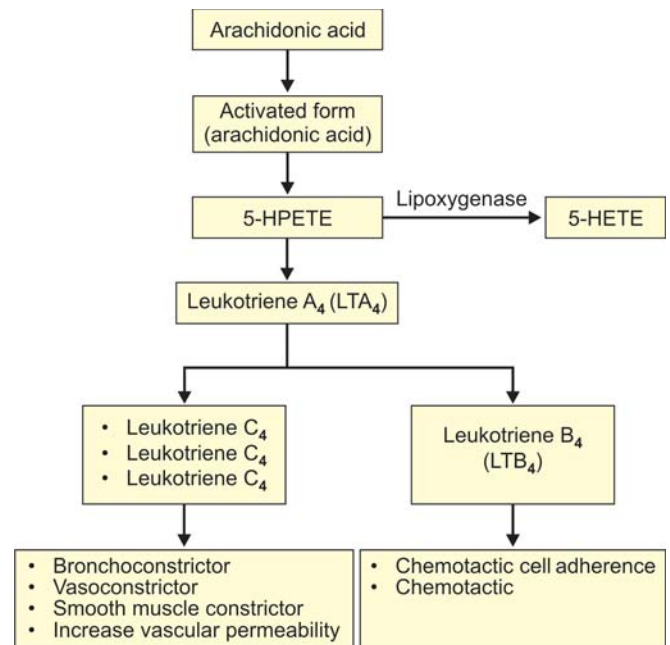 Arachidonic acid
Activated form
(arachidonic acid)
5-HPETE
Lipoxygenase
5-HETE
Leukotriene A₄ (LTA₄)
• Leukotriene C₄
• Leukotriene C₄
• Leukotriene C₄
Leukotriene B₄
(LTB₄)
• Bronchoconstrictor
• Vasoconstrictor
• Smooth muscle constrictor
• Increase vascular permeability
• Chemotactic cell adherence
• Chemotactic